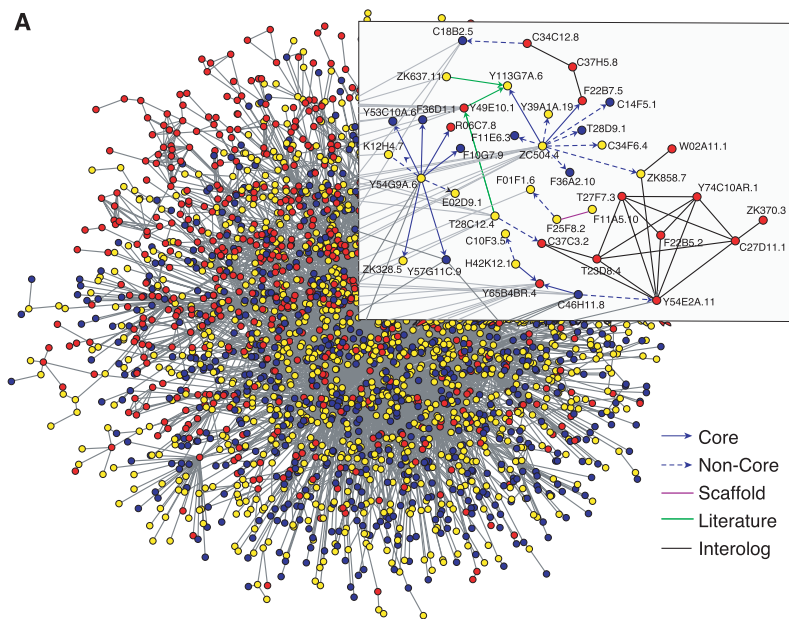 A
C18B2.5
C34C12.8
C37H5.8
ZK637.11
Y113G7A.6
F22B7.5
Y53C10A.6
F36D1.1
Y49E10.1
Y39A1A.19
C14F5.1
R06C7.8
T28D9.1
F11E6.3
K12H4.7
F10G7.9
ZC504.4
C34F6.4
W02A11.1
Y54G9A.6
F01F1.6
F36A2.10
ZK858.7
E02D9.1
T27F7.3
Y74C10AR.1
ZK370.3
T28C12.4
F25F8.2
F11A5.10
C10F3.5
C37C3.2
F22B5.2
C27D11.1
ZK328.5
Y57G11C.9
H42K12.1
T23D8.4
Y65B4BR.4
C46H11.8
Y54E2A.11
Core
Non-Core
Scaffold
Literature
Interolog